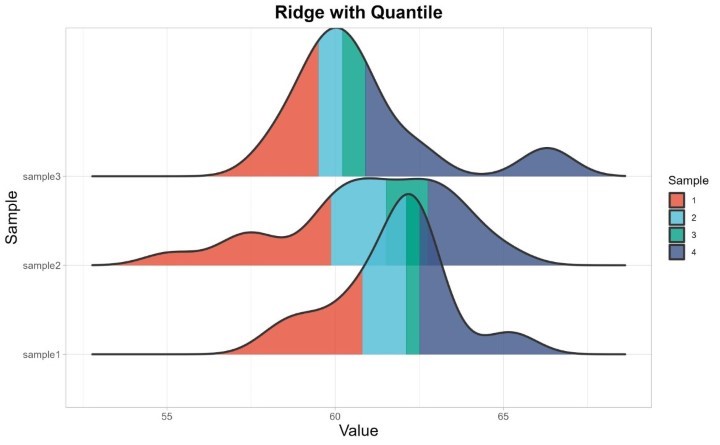 Ridge with Quantile
Sample
sample3
sample2
sample1
55 60 65
Value
Sample
1
2
3
4